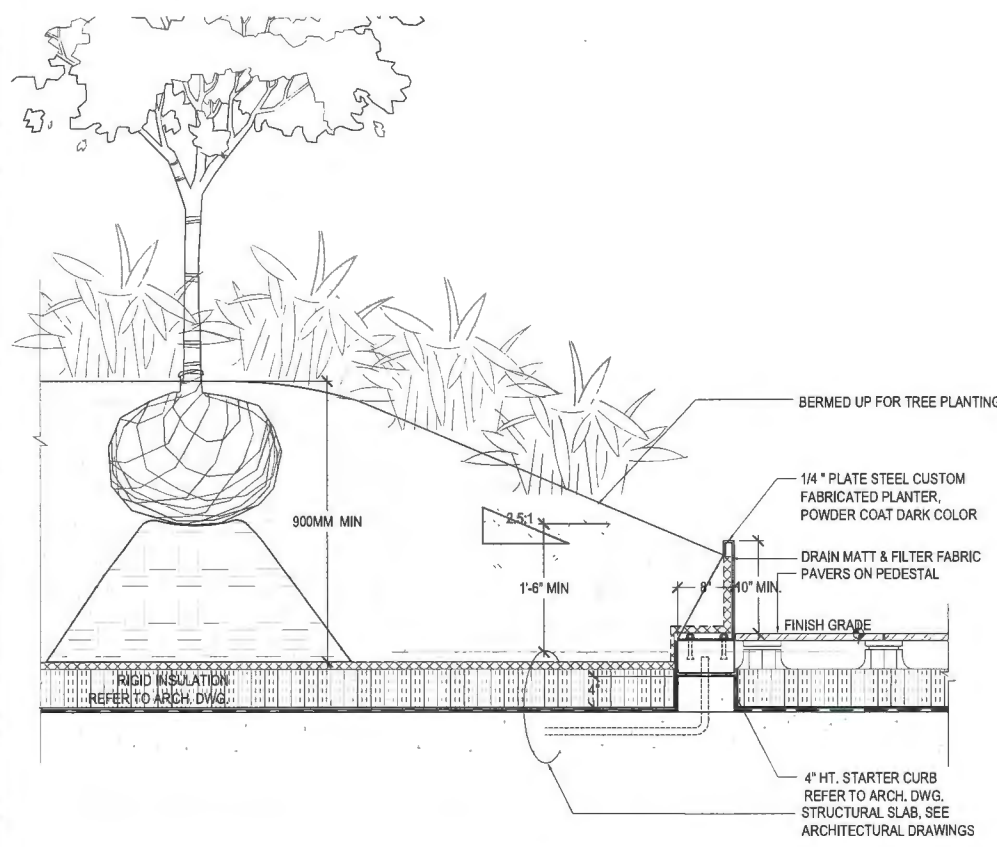 BERMED UP FOR TREE PLANTING
1/4 " PLATE STEEL CUSTOM
FABRICATED PLANTER,
POWDER COAT DARK COLOR
900MM MIN
2.5:1
DRAIN MATT & FILTER FABRIC
PAVERS ON PEDESTAL
1'-6" MIN
8"
10" MIN.
FINISH GRADE
RIGID INSULATION
REFER TO ARCH. DWG.
4"
4" HT. STARTER CURB
REFER TO ARCH. DWG.
STRUCTURAL SLAB, SEE
ARCHITECTURAL DRAWINGS